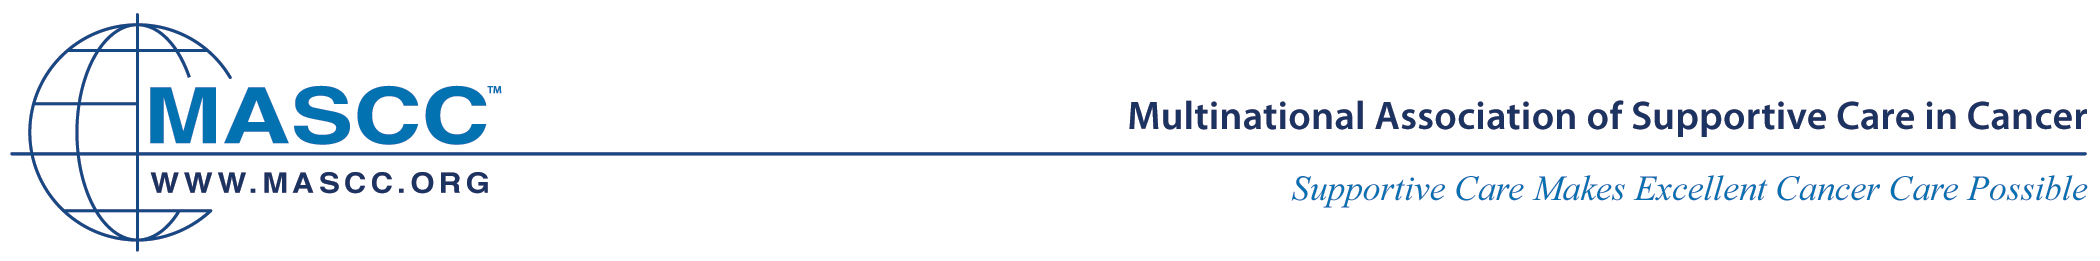 MASCC™
WWW.MASCC.ORG
Multinational Association of Supportive Care in Cancer
Supportive Care Makes Excellent Cancer Care Possible